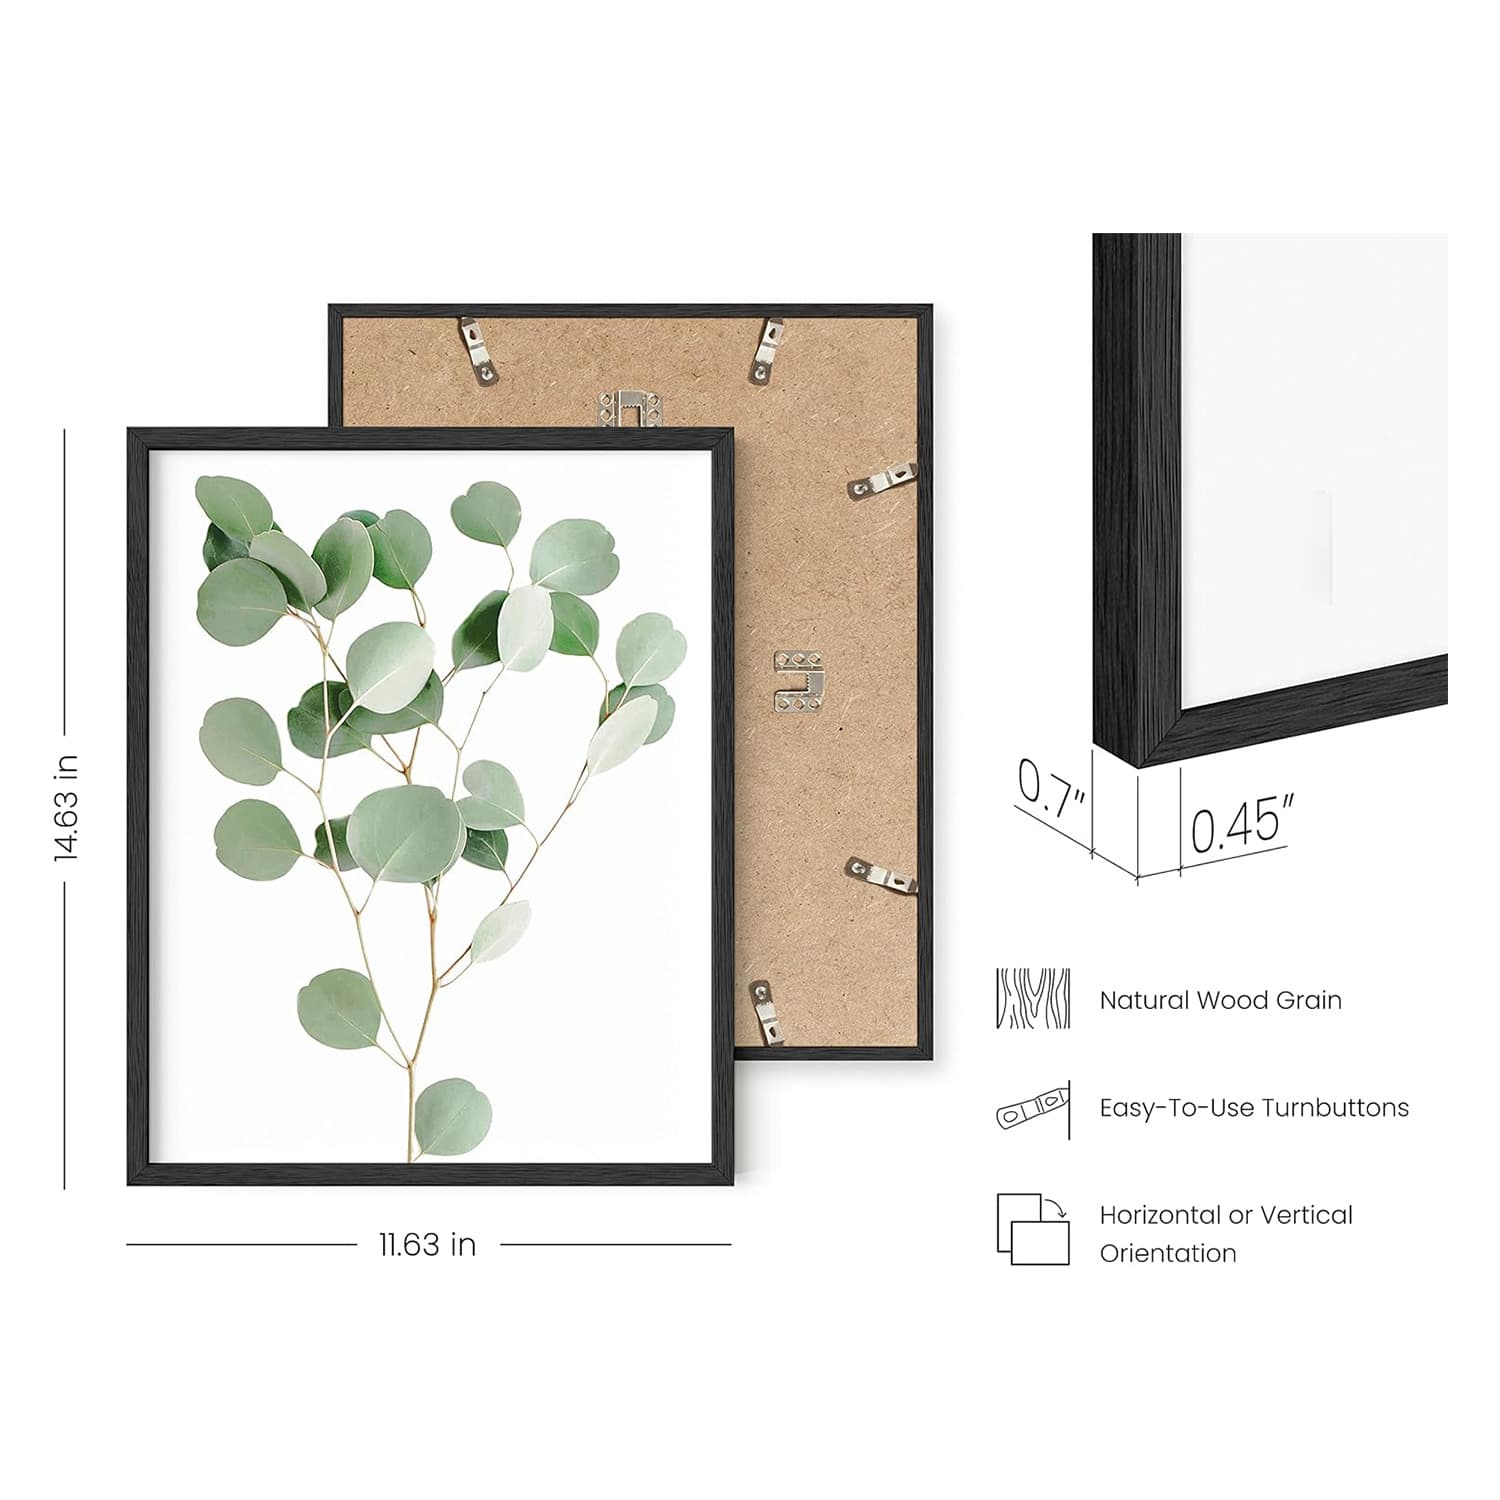 14.63 in
11.63 in
0.7"
0.45"
Natural Wood Grain
Easy-To-Use Turnbuttons
Horizontal or Vertical
Orientation